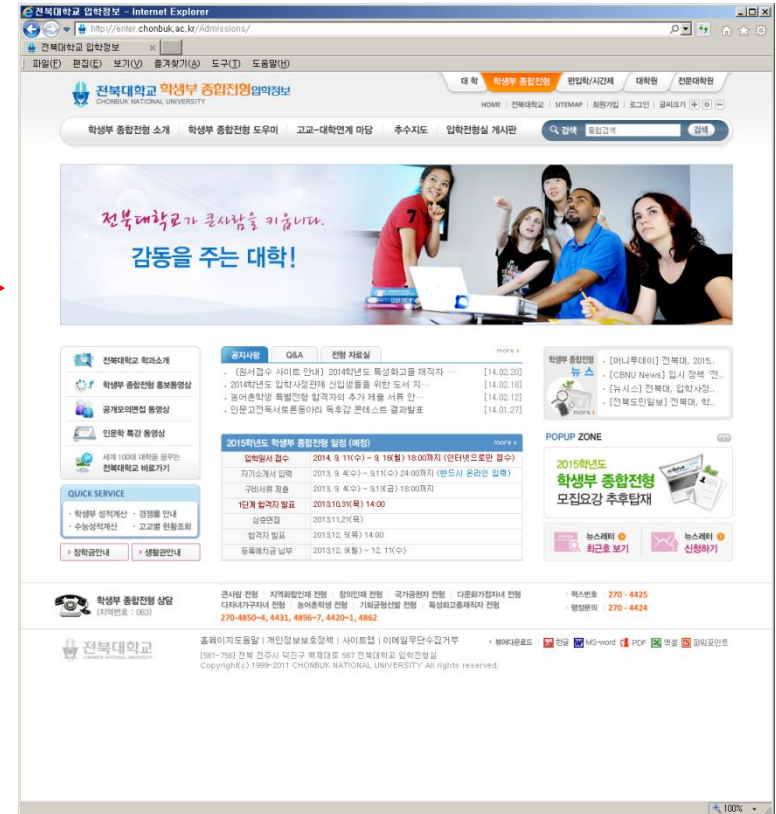 전북대학교 입학정보 - Internet Explorer
http://enter.chonbuk.ac.kr/Admissions/
전북대학교 입학정보
파일(F) 편집(E) 보기(V) 즐겨찾기(A) 도구(T) 도움말(H)
대 학 학생부 종합전형 편입학/시간제 대학원 전문대학원
전북대학교 학생부 종합전형 입학정보
CHONBUK NATIONAL UNIVERSITY
HOME | 전북대학교 | SITEMAP | 회원가입 | 로그인 | 글씨크기
학생부 종합전형 소개 학생부 종합전형 도우미 고교-대학연계 마당 추수지도 입학전형실 게시판 검색 통합검색 검색
전북대학교가 큰사람을 키웁니다.
감동을 주는 대학!
7
전북대학교 학과소개
학생부 종합전형 홍보동영상
공개모의면접 동영상
인문학 특강 동영상
세계 100대 대학을 꿈꾸는
전북대학교 바로가기
공지사항 Q&A 전형 자료실 more
· [원서접수 사이트 안내] 2014학년도 특성화고졸 재직자 … [14.02.20]
· 2014학년도 입학사정관제 신입생들을 위한 도서 지… [14.02.18]
· 농어촌학생 특별전형 합격자의 추가 제출 서류 안… [14.02.12]
· 인문고전독서토론동아리 독후감 콘테스트 결과발표 [14.01.27]
학생부 종합전형
뉴 스
more
· [머니투데이] 전북대, 2015..
· [CBNU News] 입시 정책 '전..
· [뉴시스] 전북대, 입학사정..
· [전북도민일보] 전북대, 학..
2015학년도 학생부 종합전형 일정 (예정) more
입학원서 접수 2014. 9. 11(수) ~ 9. 16(월) 18:00까지 (인터넷으로만 접수)
자기소개서 입력 2013. 9. 4(수) ~ 9.11(수) 24:00까지 (반드시 온라인 입력)
구비서류 제출 2013. 9. 4(수) ~ 9.13(금) 18:00까지
1단계 합격자 발표 2013.10.31(목) 14:00
심층면접 2013.11.21(목)
합격자 발표 2013.12. 5(목) 14:00
등록예치금 납부 2013.12. 9(월) ~ 12. 11(수)
QUICK SERVICE
· 학생부 성적계산 · 경쟁률 안내
· 수능성적계산 · 고교별 현황조회
장학금안내 생활관안내
POPUP ZONE
2015학년도
학생부 종합전형
모집요강 추후탑재
뉴스레터
최근호 보기
뉴스레터
신청하기
학생부 종합전형 상담
(지역번호 : 063)
큰사람 전형 | 지역화합인재 전형 | 창의인재 전형 | 국가공헌자 전형 | 다문화가정자녀 전형
다자녀가구자녀 전형 | 농어촌학생 전형 | 기회균형선발 전형 | 특성화고졸재직자 전형
270-4850~4, 4431, 4896~7, 4420~1, 4862
· 팩스번호 270 - 4425
· 행정문의 270 - 4424
전북대학교
홈페이지도움말 | 개인정보보호정책 | 사이트맵 | 이메일무단수집거부
뷰어다운로드 한글 MS-word PDF 엑셀 파워포인트
[561-756] 전북 전주시 덕진구 백제대로 567 전북대학교 입학전형실
Copyright(c) 1999-2011 CHONBUK NATIONAL UNIVERSITY All rights reserved.
100%